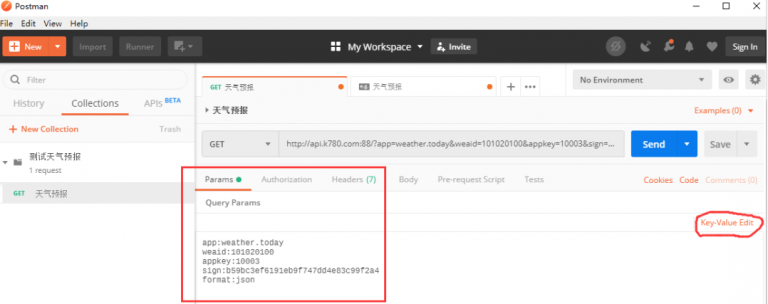 Postman
File Edit View Help
New Import Runner My Workspace Invite Sign In
Filter
History Collections APIs BETA
New Collection Trash
测试天气预报
1 request
GET 天气预报
GET 天气预报 天气预报 No Environment
天气预报 Examples (0)
GET http://api.k780.com:88/?app=weather.today&weaid=101020100&appkey=10003&sign=... Send Save
Params Authorization Headers (7) Body Pre-request Script Tests Cookies Code Comments (0)
Query Params
Key-Value Edit
app:weather.today
weaid:101020100
appkey:10003
sign:b59bc3ef6191eb9f747dd4e83c99f2a4
format:json